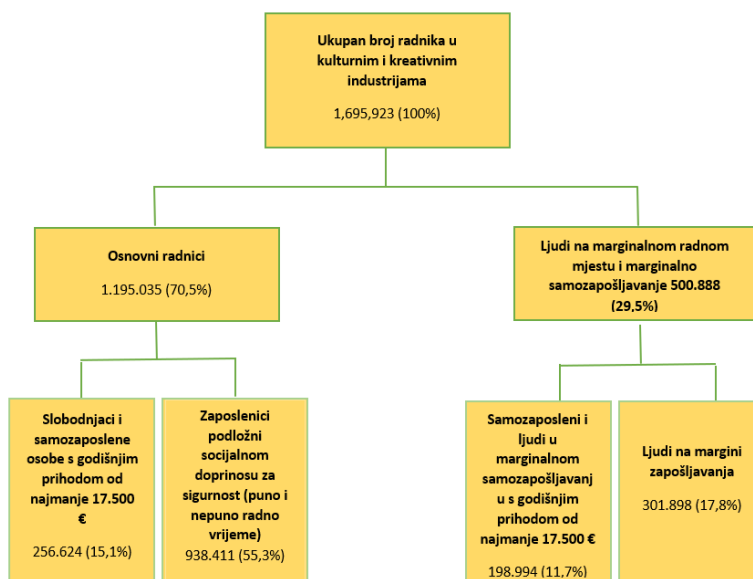 Ukupan broj radnika u
kulturnim i kreativnim
industrijama
1,695,923 (100%)
Osnovni radnici
1.195.035 (70,5%)
Ljudi na marginalnom radnom
mjestu i marginalno
samozapošljavanje 500.888
(29,5%)
Slobodnjaci i
samozaposlene
osobe s godišnjim
prihodom od
najmanje 17.500
€
256.624 (15,1%)
Zaposlenici
podložni
socijalnom
doprinosu za
sigurnost (puno i
nepuno radno
vrijeme)
938.411 (55,3%)
Samozaposleni i
ljudi u
marginalnom
samozapošljavanj
u s godišnjim
prihodom od
najmanje 17.500 €
198.994 (11,7%)
Ljudi na margini
zapošljavanja
301.898 (17,8%)